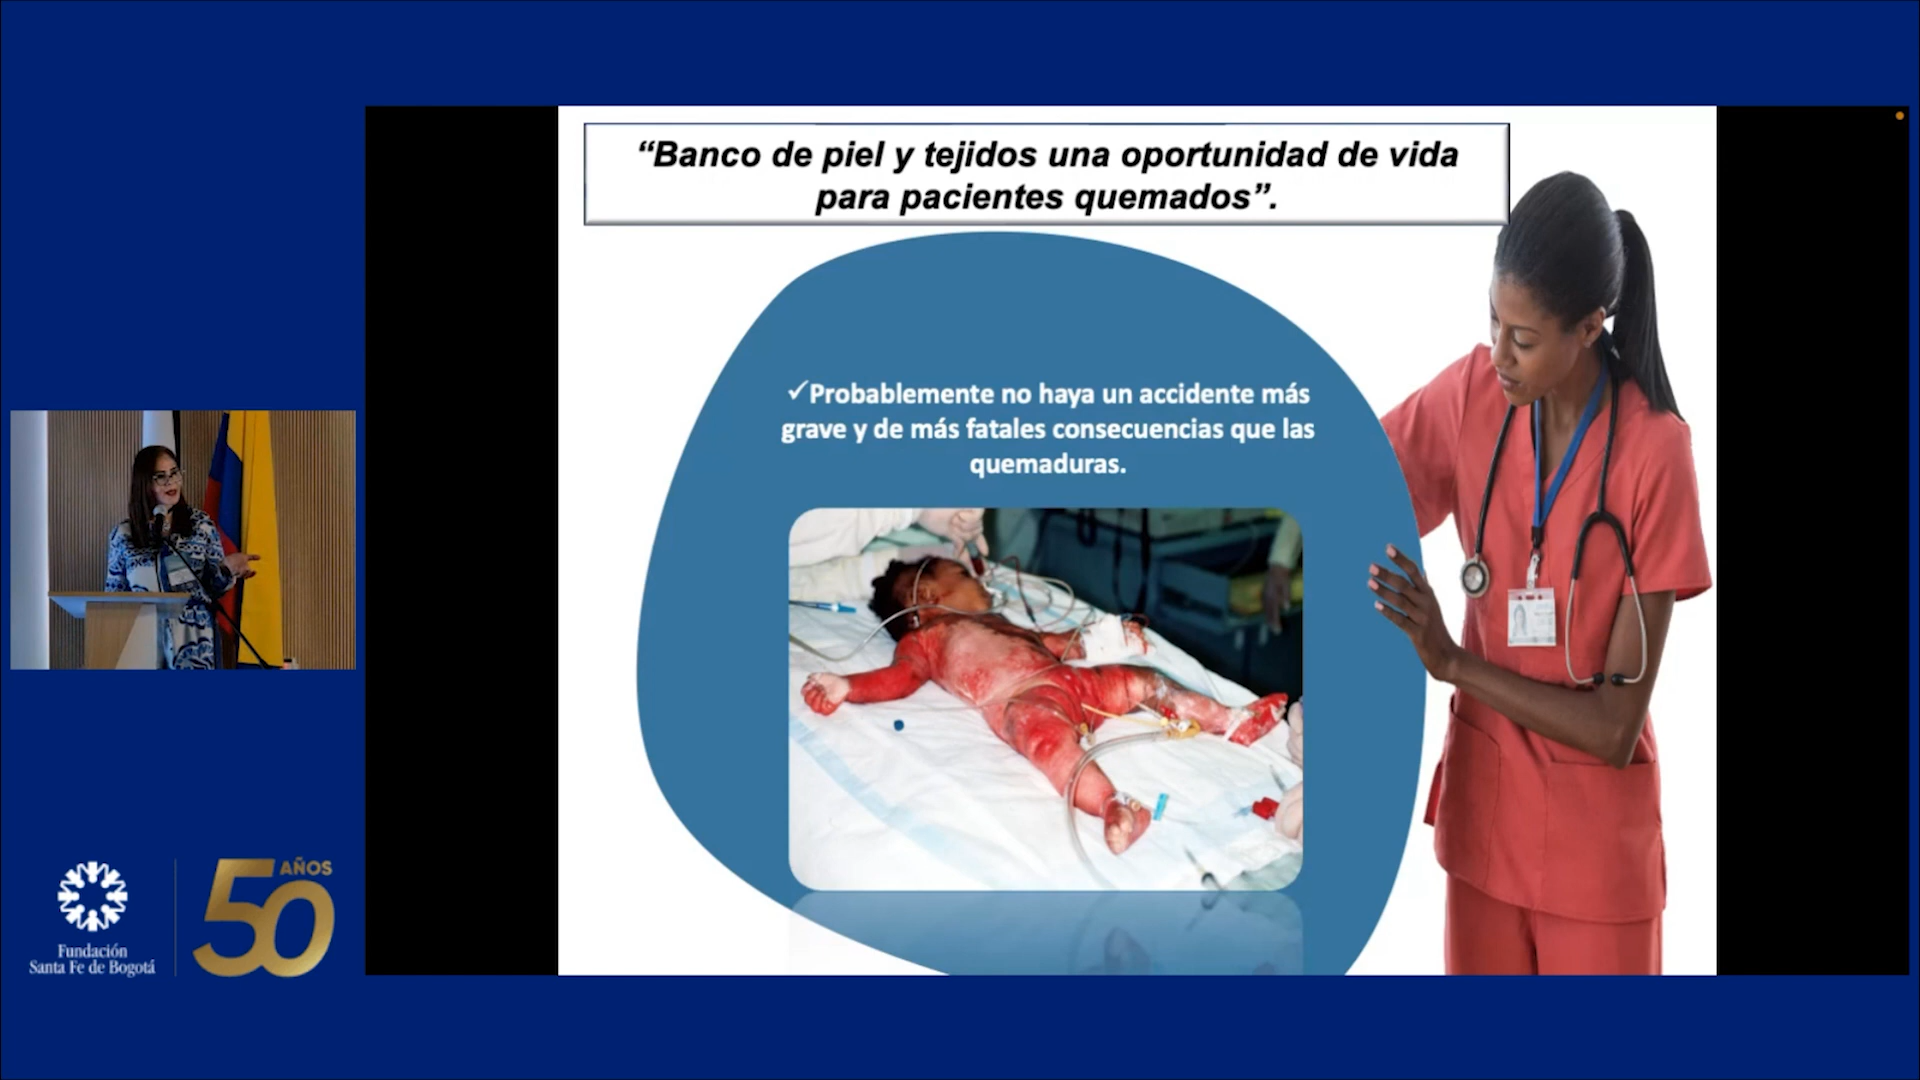 “Banco de piel y tejidos una oportunidad de vida
para pacientes quemados”.
✓Probablemente no haya un accidente más
grave y de más fatales consecuencias que las
quemaduras.
Fundación
Santa Fe de Bogotá
50
AÑOS